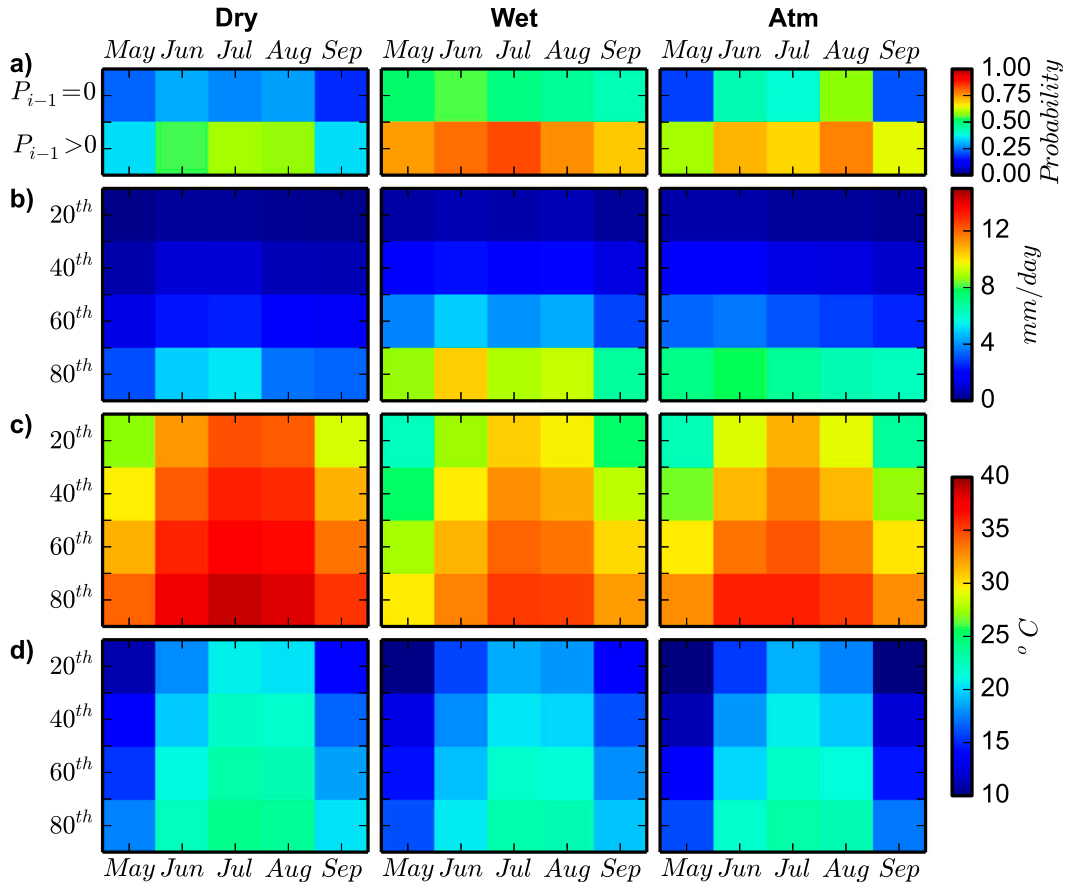 Dry Wet Atm
May Jun Jul Aug Sep May Jun Jul Aug Sep May Jun Jul Aug Sep
a)
P_{i−1}=0
P_{i−1}>0
1.00
0.75
0.50
0.25
0.00
Probability
b)
20^{th}
40^{th}
60^{th}
80^{th}
12
8
4
0
mm/day
c)
20^{th}
40^{th}
60^{th}
80^{th}
d)
20^{th}
40^{th}
60^{th}
80^{th}
40
35
30
25
20
15
10
°C
May Jun Jul Aug Sep May Jun Jul Aug Sep May Jun Jul Aug Sep